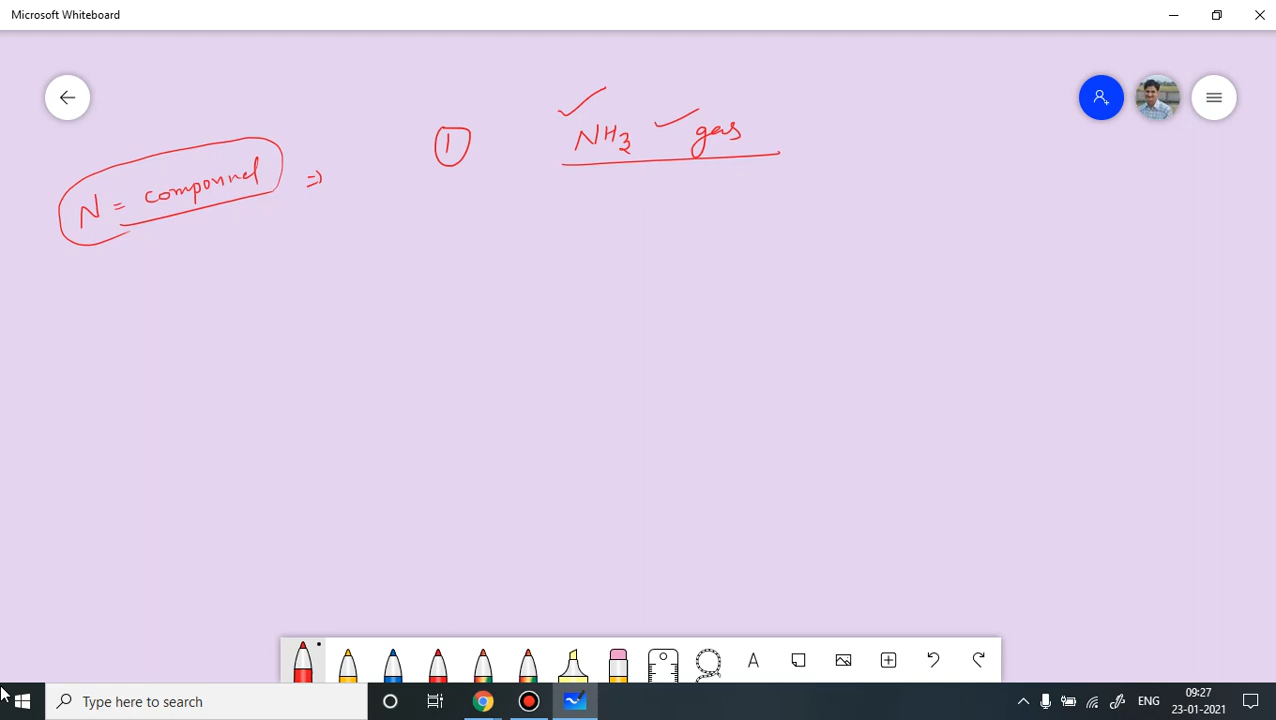 Microsoft Whiteboard
① NH3 gas
N = compound ⇒
A
Type here to search
ENG
09:27
23-01-2021